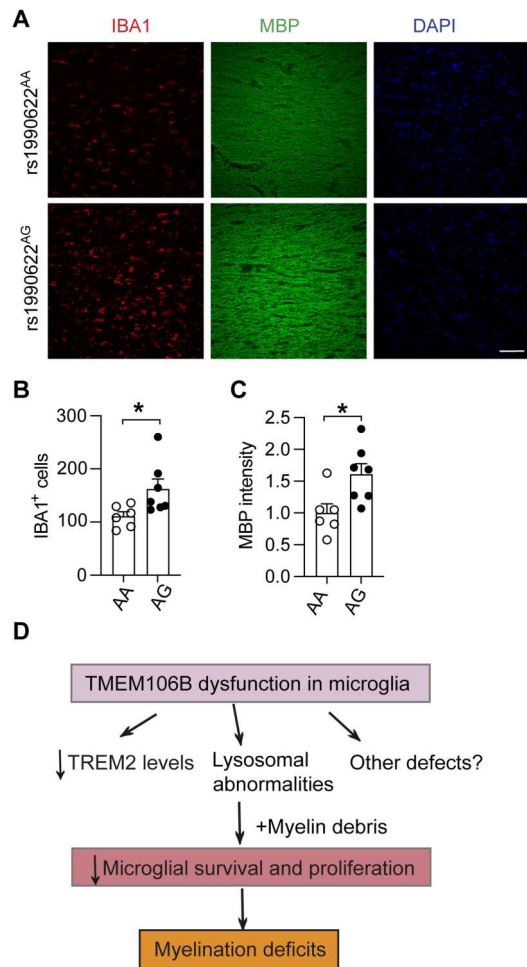 A
IBA1 MBP DAPI
rs1990622AA
rs1990622AG
B
*
300
200
100
0
IBA1+ cells
AA AG
C
*
2.5
2.0
1.5
1.0
0.5
0.0
MBP intensity
AA AG
D
TMEM106B dysfunction in microglia
↓ TREM2 levels
Lysosomal
abnormalities
Other defects?
+Myelin debris
↓ Microglial survival and proliferation
Myelination deficits